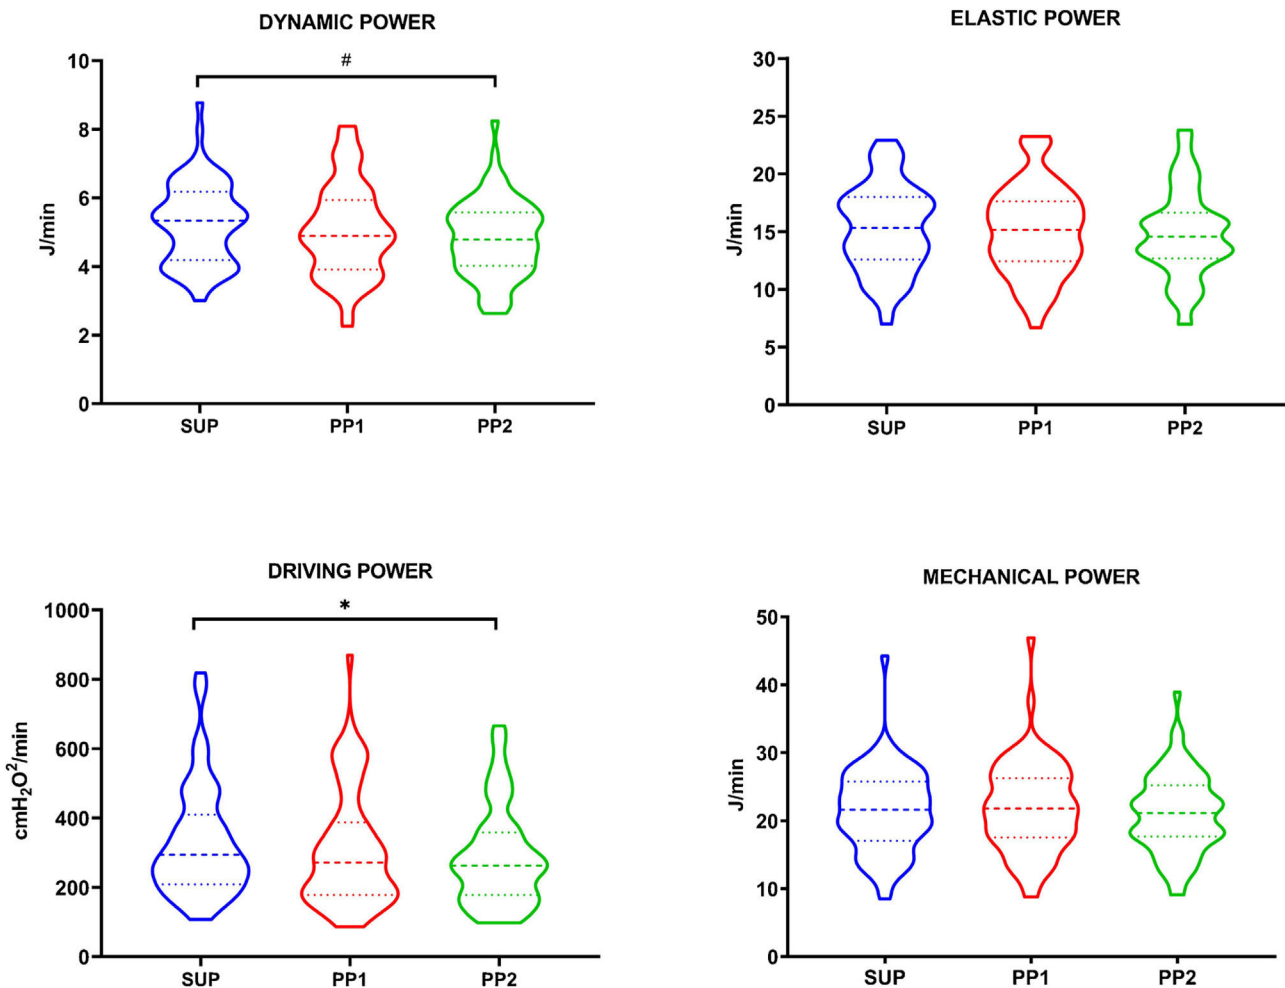 DYNAMIC POWER
#
10
8
6
4
2
0
J/min
SUP PP1 PP2
ELASTIC POWER
30
25
20
15
10
5
0
J/min
SUP PP1 PP2
DRIVING POWER
*
1000
800
600
400
200
0
cmH₂O²/min
SUP PP1 PP2
MECHANICAL POWER
50
40
30
20
10
0
J/min
SUP PP1 PP2